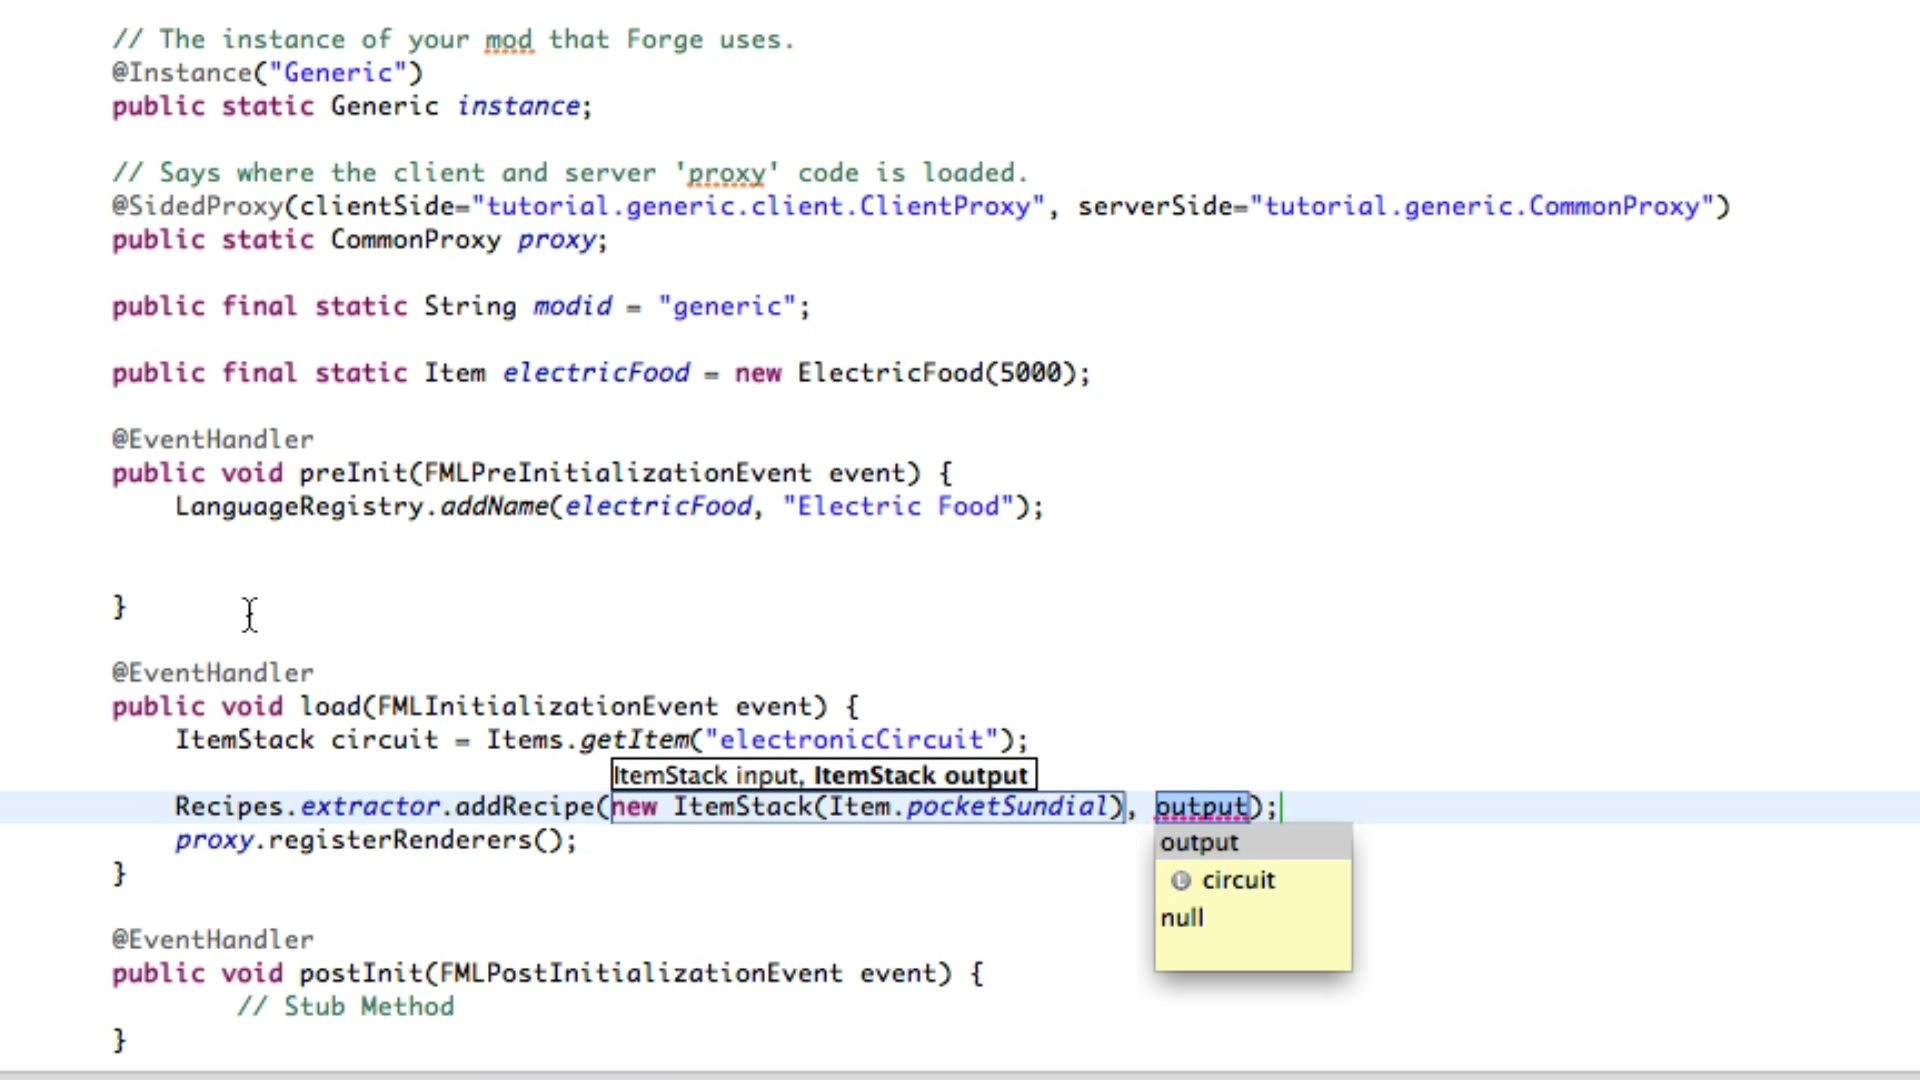 // The instance of your mod that Forge uses.
@Instance("Generic")
public static Generic instance;
// Says where the client and server 'proxy' code is loaded.
@SidedProxy(clientSide="tutorial.generic.client.ClientProxy", serverSide="tutorial.generic.CommonProxy")
public static CommonProxy proxy;
public final static String modid = "generic";
public final static Item electricFood = new ElectricFood(5000);
@EventHandler
public void preInit(FMLPreInitializationEvent event) {
LanguageRegistry.addName(electricFood, "Electric Food");
}
@EventHandler
public void load(FMLInitializationEvent event) {
ItemStack circuit = Items.getItem("electronicCircuit");
ItemStack input, ItemStack output
Recipes.extractor.addRecipe(new ItemStack(Item.pocketSundial), output);
proxy.registerRenderers();
output
L circuit
null
}
@EventHandler
public void postInit(FMLPostInitializationEvent event) {
// Stub Method
}